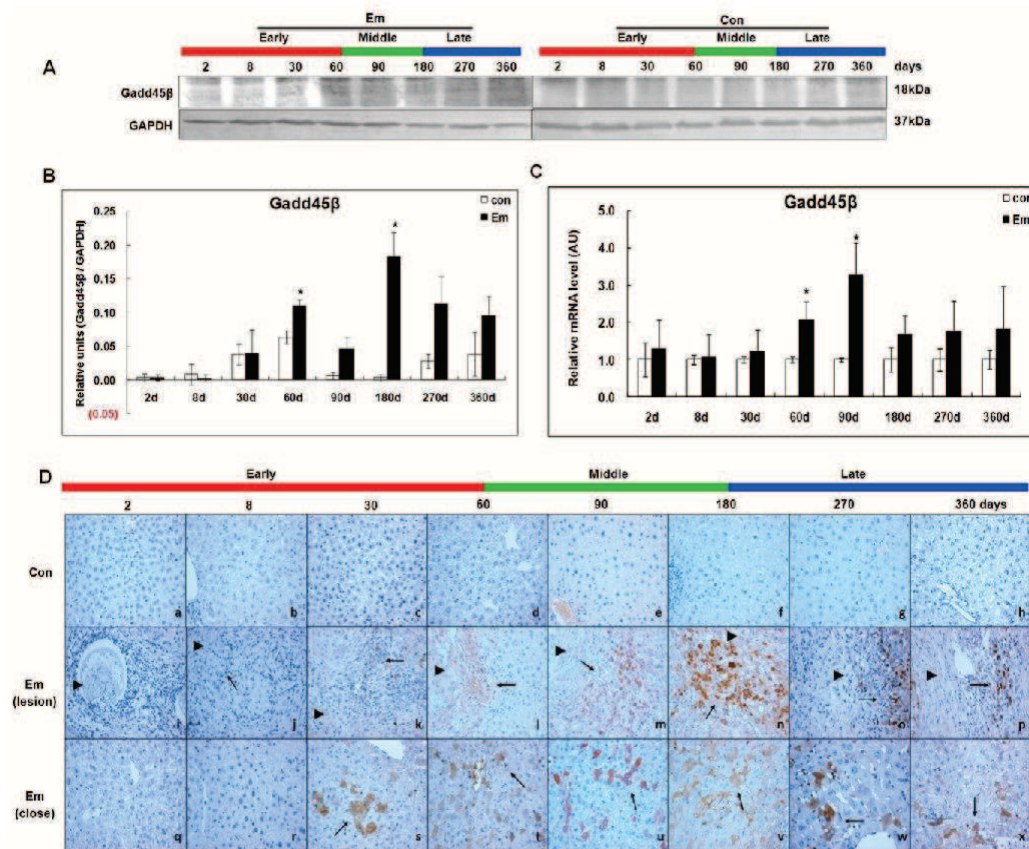 Em Con
Early Middle Late Early Middle Late
A 2 8 30 60 90 180 270 360 2 8 30 60 90 180 270 360 days
Gadd45β 18kDa
GAPDH 37kDa
B
Gadd45β
con
Em
Relative units (Gadd45β / GAPDH)
0.25
0.20
0.15
0.10
0.05
0.00
(0.05)
* *
2d 8d 30d 60d 90d 180d 270d 360d
C
Gadd45β
con
Em
Relative mRNA level (AU)
5.0
4.0
3.0
2.0
1.0
0.0
* *
2d 8d 30d 60d 90d 180d 270d 360d
D Early Middle Late
2 8 30 60 90 180 270 360 days
Con a b c d e f g h
Em
(lesion) i j k l m n o p
Em
(close) q r s t u v w x